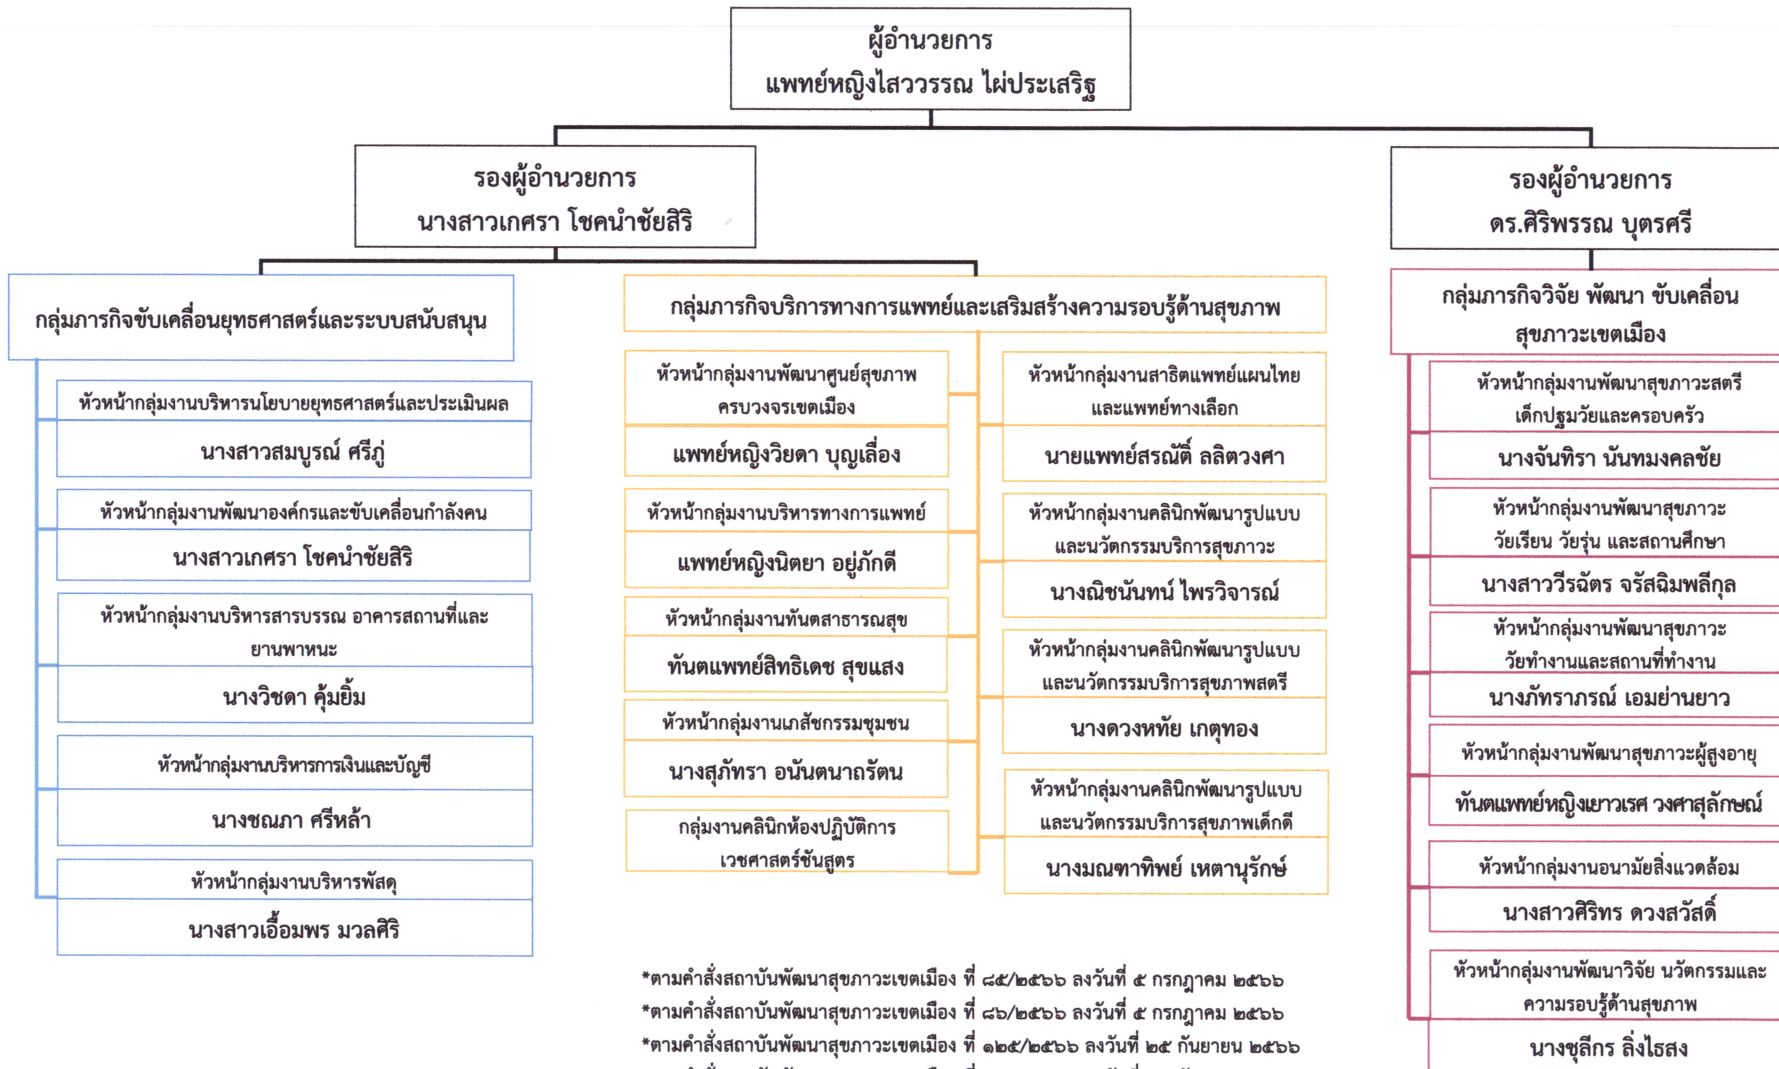 ผู้อำนวยการ
แพทย์หญิงไสววรรณ ไผ่ประเสริฐ
รองผู้อำนวยการ
นางสาวเกศรา โชคนำชัยสิริ
รองผู้อำนวยการ
ดร.ศิริพรรณ บุตรศรี
กลุ่มภารกิจขับเคลื่อนยุทธศาสตร์และระบบสนับสนุน
หัวหน้ากลุ่มงานบริหารนโยบายยุทธศาสตร์และประเมินผล
นางสาวสมบูรณ์ ศรีภู่
หัวหน้ากลุ่มงานพัฒนาองค์กรและขับเคลื่อนกำลังคน
นางสาวเกศรา โชคนำชัยสิริ
หัวหน้ากลุ่มงานบริหารสารบรรณ อาคารสถานที่และ
ยานพาหนะ
นางวิชดา คุ้มยิ้ม
หัวหน้ากลุ่มงานบริหารการเงินและบัญชี
นางชณภา ศรีหล้า
หัวหน้ากลุ่มงานบริหารพัสดุ
นางสาวเอื้อมพร มวลศิริ
กลุ่มภารกิจบริการทางการแพทย์และเสริมสร้างความรอบรู้ด้านสุขภาพ
หัวหน้ากลุ่มงานพัฒนาศูนย์สุขภาพ
ครบวงจรเขตเมือง
แพทย์หญิงวิยดา บุญเลื่อง
หัวหน้ากลุ่มงานบริหารทางการแพทย์
แพทย์หญิงนิตยา อยู่ภักดี
หัวหน้ากลุ่มงานทันตสาธารณสุข
ทันตแพทย์สิทธิเดช สุขแสง
หัวหน้ากลุ่มงานเภสัชกรรมชุมชน
นางสุภัทรา อนันตนาถรัตน
กลุ่มงานคลินิกห้องปฏิบัติการ
เวชศาสตร์ชันสูตร
หัวหน้ากลุ่มงานสาธิตแพทย์แผนไทย
และแพทย์ทางเลือก
นายแพทย์สรณัติ์ ลลิตวงศา
หัวหน้ากลุ่มงานคลินิกพัฒนารูปแบบ
และนวัตกรรมบริการสุขภาวะ
นางณิชนันทน์ ไพรวิจารณ์
หัวหน้ากลุ่มงานคลินิกพัฒนารูปแบบ
และนวัตกรรมบริการสุขภาพสตรี
นางดวงหทัย เกตุทอง
หัวหน้ากลุ่มงานคลินิกพัฒนารูปแบบ
และนวัตกรรมบริการสุขภาพเด็กดี
นางมณฑาทิพย์ เหตานุรักษ์
กลุ่มภารกิจวิจัย พัฒนา ขับเคลื่อน
สุขภาวะเขตเมือง
หัวหน้ากลุ่มงานพัฒนาสุขภาวะสตรี
เด็กปฐมวัยและครอบครัว
นางจันทิรา นันทมงคลชัย
หัวหน้ากลุ่มงานพัฒนาสุขภาวะ
วัยเรียน วัยรุ่น และสถานศึกษา
นางสาววีรฉัตร จรัสฉิมพลีกุล
หัวหน้ากลุ่มงานพัฒนาสุขภาวะ
วัยทำงานและสถานที่ทำงาน
นางภัทราภรณ์ เอมย่านยาว
หัวหน้ากลุ่มงานพัฒนาสุขภาวะผู้สูงอายุ
ทันตแพทย์หญิงเยาวเรศ วงศาสุลักษณ์
หัวหน้ากลุ่มงานอนามัยสิ่งแวดล้อม
นางสาวศิริทร ดวงสวัสดิ์
หัวหน้ากลุ่มงานพัฒนาวิจัย นวัตกรรมและ
ความรอบรู้ด้านสุขภาพ
นางชุลีกร ลิ่งไธสง
*ตามคำสั่งสถาบันพัฒนาสุขภาวะเขตเมือง ที่ ๘๕/๒๕๖๖ ลงวันที่ ๕ กรกฎาคม ๒๕๖๖
*ตามคำสั่งสถาบันพัฒนาสุขภาวะเขตเมือง ที่ ๘๖/๒๕๖๖ ลงวันที่ ๕ กรกฎาคม ๒๕๖๖
*ตามคำสั่งสถาบันพัฒนาสุขภาวะเขตเมือง ที่ ๑๒๕/๒๕๖๖ ลงวันที่ ๒๕ กันยายน ๒๕๖๖